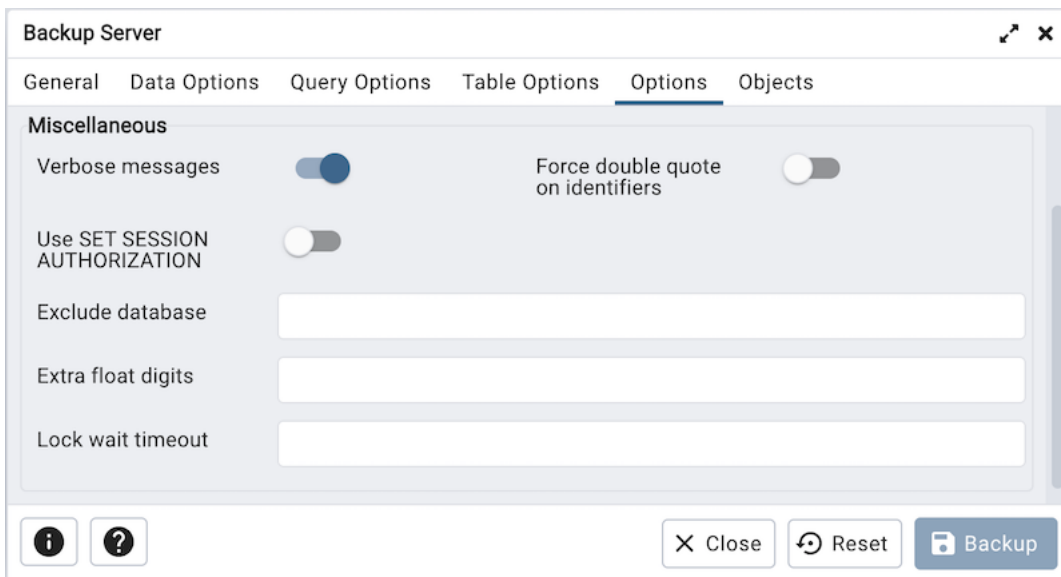 Backup Server
General Data Options Query Options Table Options Options Objects
Miscellaneous
Verbose messages
Force double quote
on identifiers
Use SET SESSION
AUTHORIZATION
Exclude database
Extra float digits
Lock wait timeout
Close Reset Backup